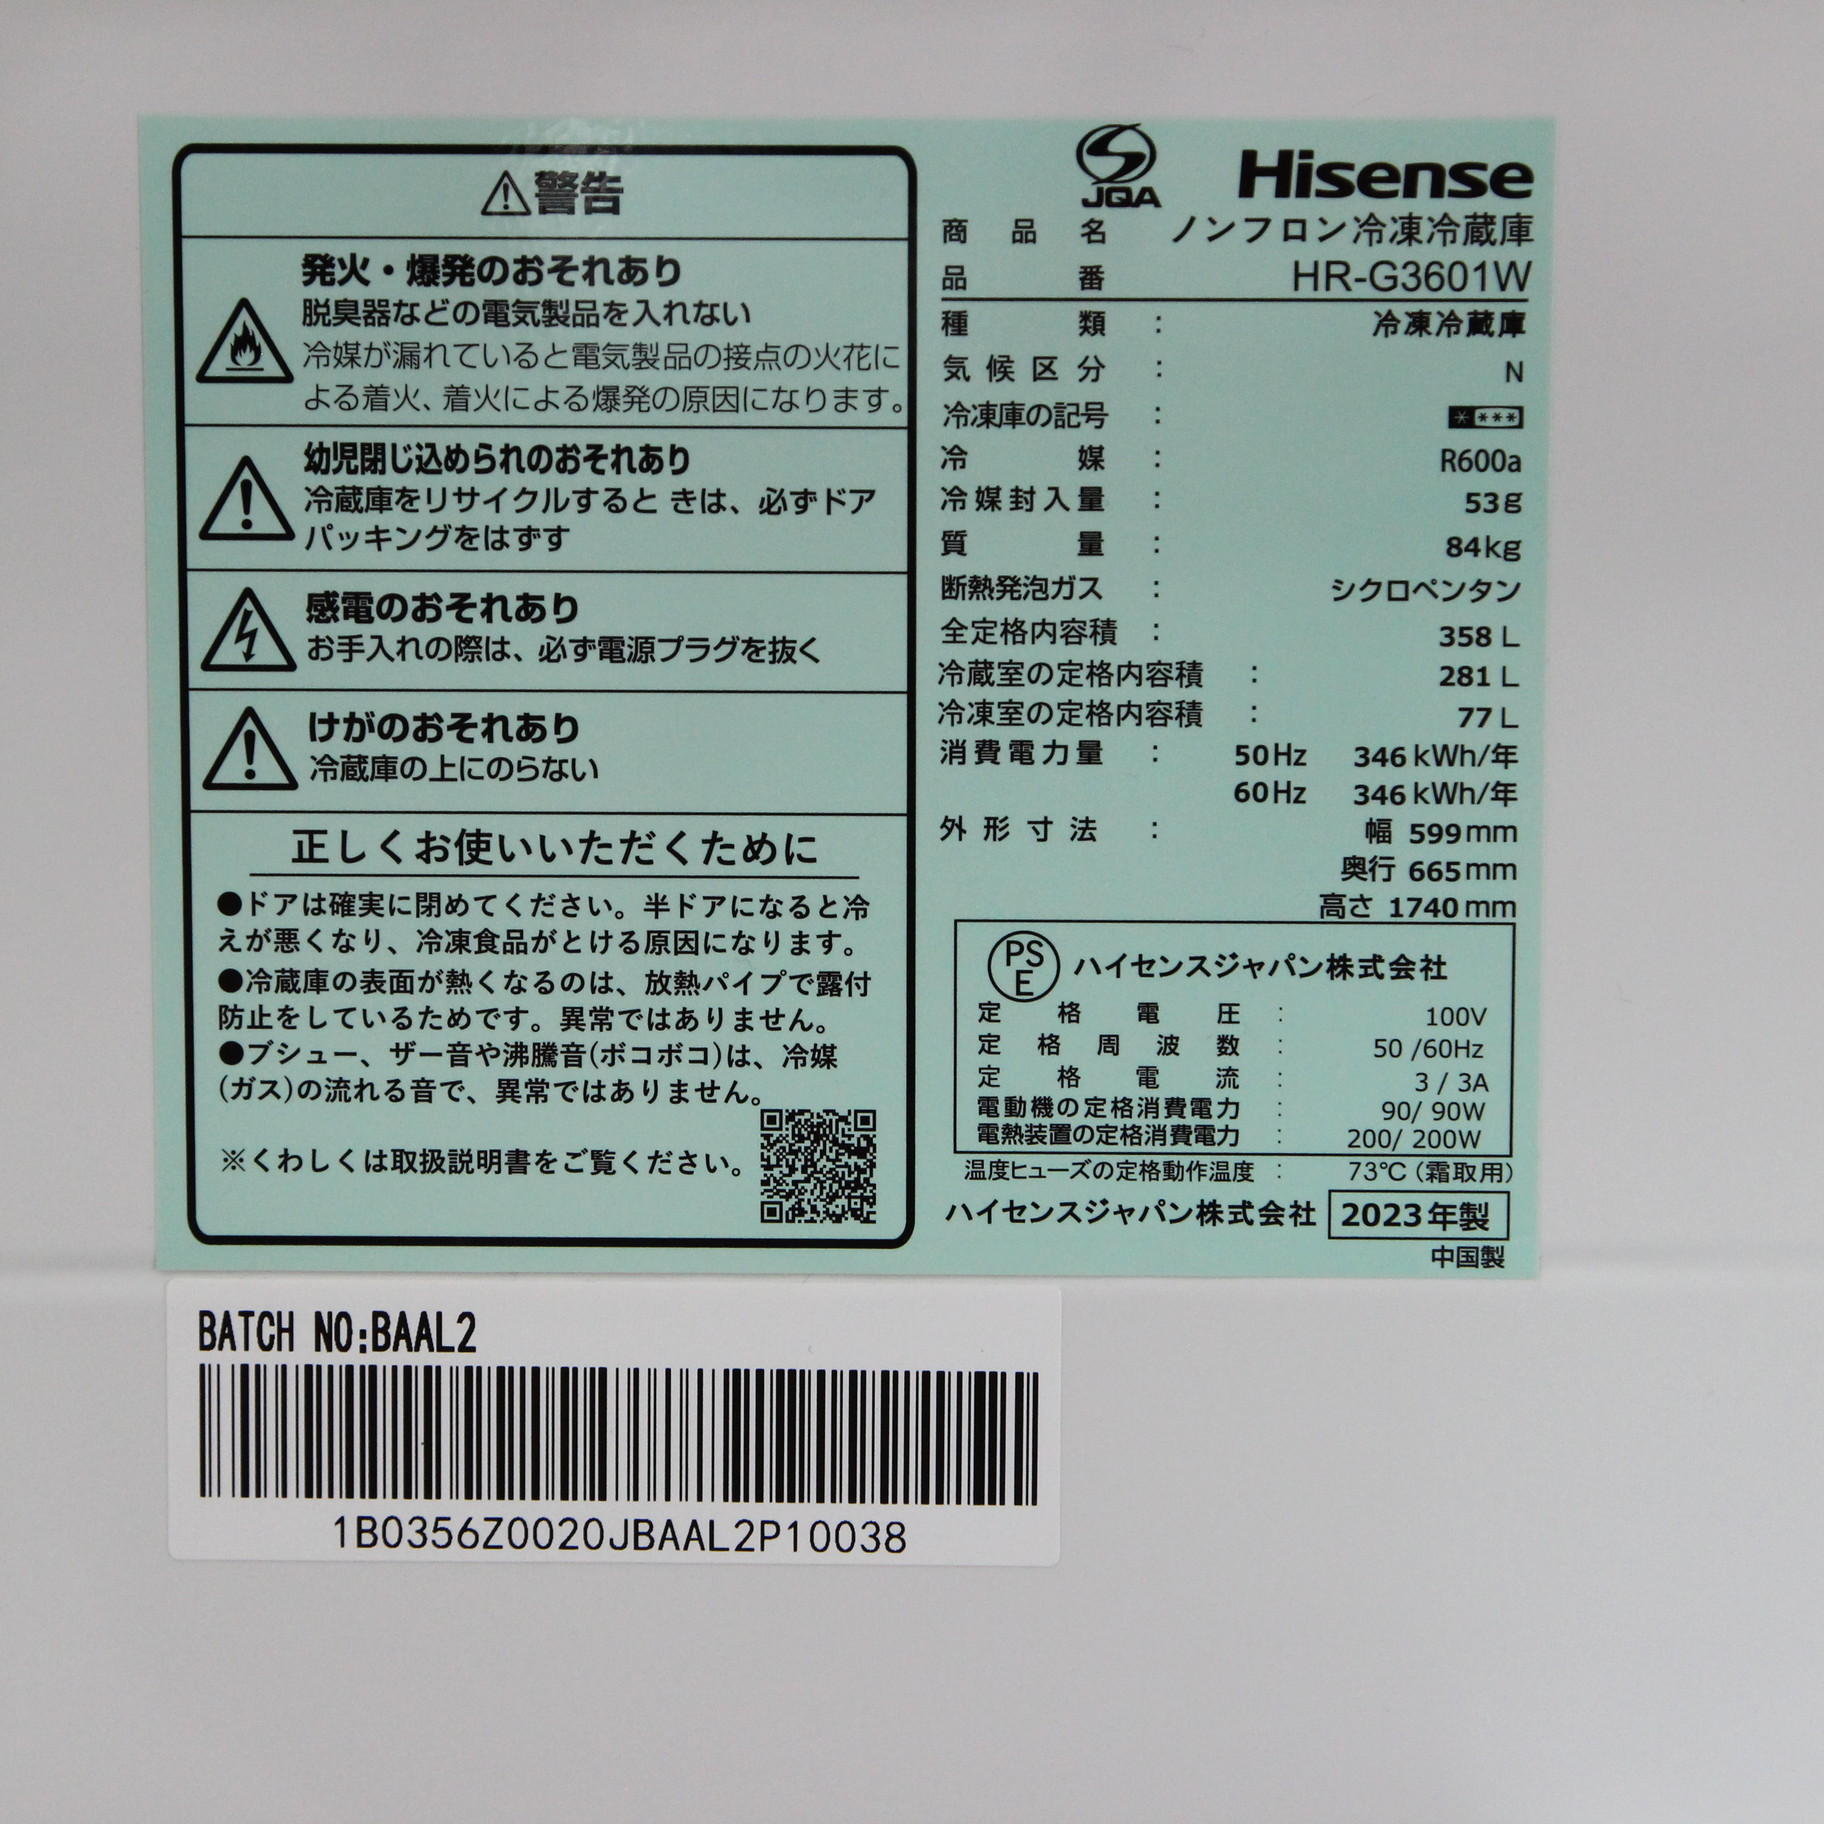 警告
発火・爆発のおそれあり
脱臭器などの電気製品を入れない
冷媒が漏れていると電気製品の接点の火花に
よる着火、着火による爆発の原因になります。
幼児閉じ込められのおそれあり
冷蔵庫をリサイクルすると きは、必ずドア
パッキングをはずす
感電のおそれあり
お手入れの際は、必ず電源プラグを抜く
けがのおそれあり
冷蔵庫の上にのらない
正しくお使いいただくために
●ドアは確実に閉めてください。半ドアになると冷
えが悪くなり、冷凍食品がとける原因になります。
●冷蔵庫の表面が熱くなるのは、放熱パイプで露付
防止をしているためです。異常ではありません。
●ブシュー、ザー音や沸騰音(ボコボコ)は、冷媒
(ガス)の流れる音で、異常ではありません。
※くわしくは取扱説明書をご覧ください。
JQA Hisense
商品名 ノンフロン冷凍冷蔵庫
品番 HR-G3601W
種類 : 冷凍冷蔵庫
気候区分 : N
冷凍庫の記号 : * ***
冷媒 : R600a
冷媒封入量 : 53g
質量 : 84kg
断熱発泡ガス : シクロペンタン
全定格内容積 : 358 L
冷蔵室の定格内容積 : 281 L
冷凍室の定格内容積 : 77 L
消費電力量 : 50Hz 346 kWh/年
60Hz 346 kWh/年
外形寸法 : 幅 599mm
奥行 665mm
高さ 1740mm
PSE ハイセンスジャパン株式会社
定格電圧 : 100V
定格周波数 : 50 /60Hz
定格電流 : 3 / 3A
電動機の定格消費電力 : 90/ 90W
電熱装置の定格消費電力 : 200/ 200W
温度ヒューズの定格動作温度 : 73℃(霜取用)
ハイセンスジャパン株式会社 2023年製
中国製
BATCH NO:BAAL2
1B0356Z0020JBAAL2P10038